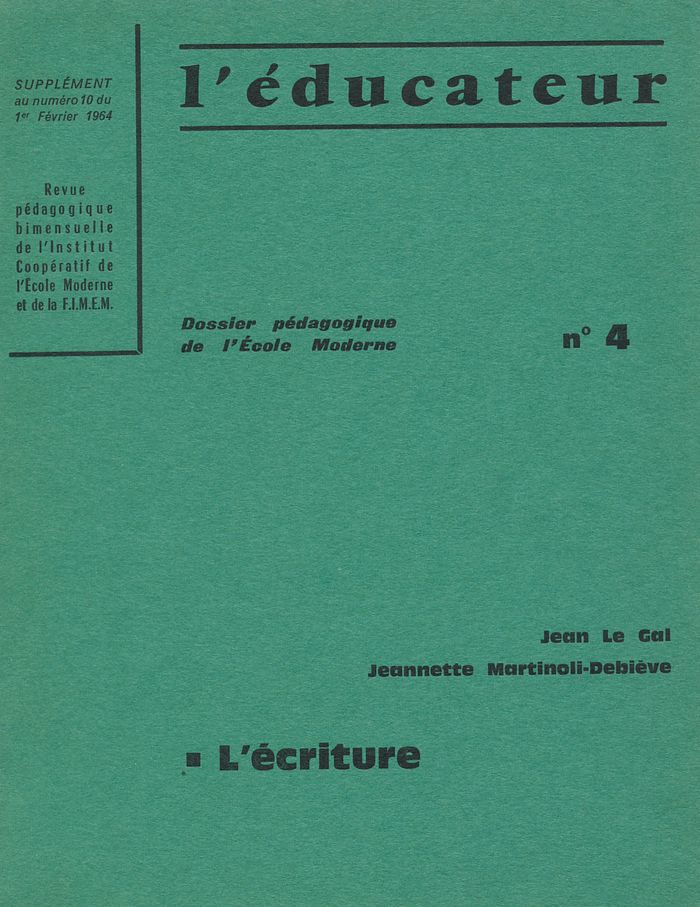 SUPPLÉMENT
au numéro 10 du
1er Février 1964
Revue
pédagogique
bimensuelle
de l'Institut
Coopératif de
l'École Moderne
et de la F.I.M.E.M.
l'éducateur
Dossier pédagogique
de l'École Moderne
n° 4
Jean Le Gal
Jeannette Martinoli-Debiève
▪ L'écriture